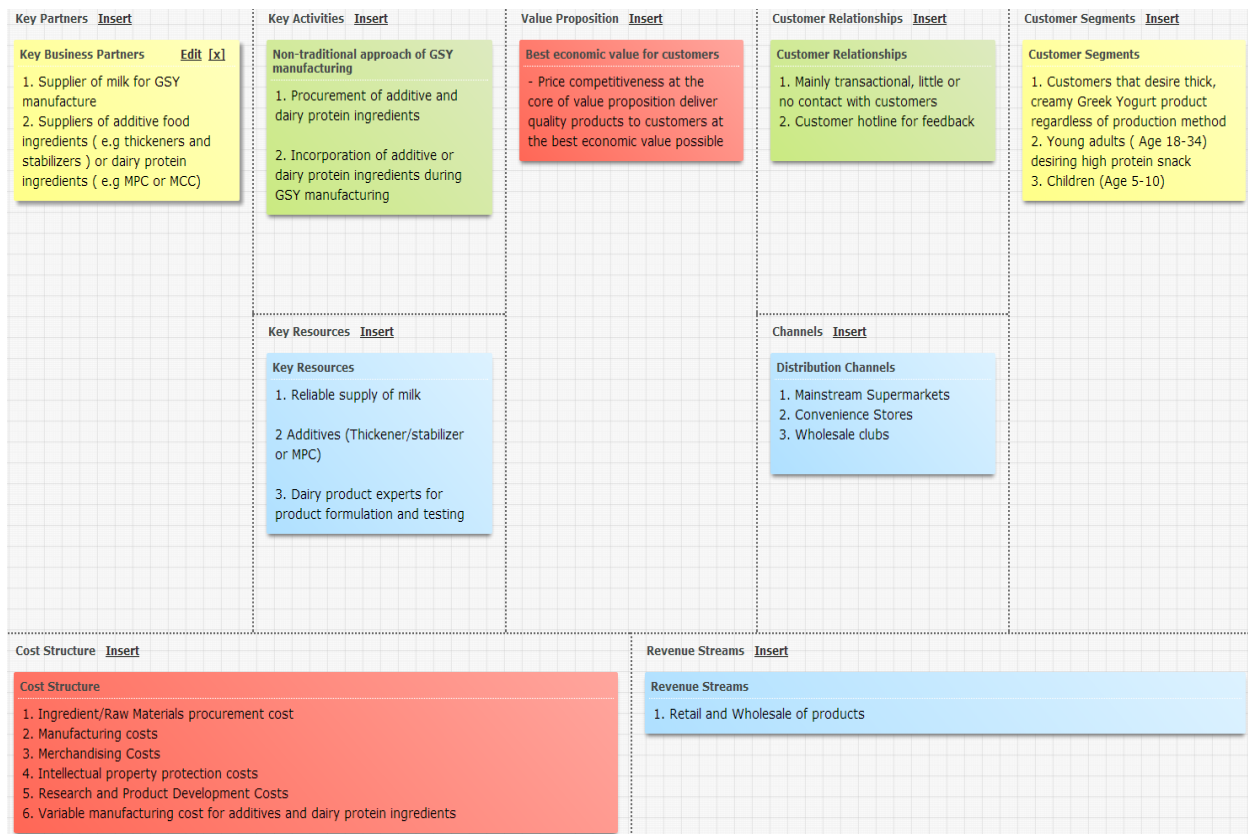 Key Partners Insert
Key Business Partners Edit [x]
1. Supplier of milk for GSY
manufacture
2. Suppliers of additive food
ingredients ( e.g thickeners and
stabilizers ) or dairy protein
ingredients ( e.g MPC or MCC)
Key Activities Insert
Non-traditional approach of GSY
manufacturing
1. Procurement of additive and
dairy protein ingredients
2. Incorporation of additive or
dairy protein ingredients during
GSY manufacturing
Key Resources Insert
Key Resources
1. Reliable supply of milk
2 Additives (Thickener/stabilizer
or MPC)
3. Dairy product experts for
product formulation and testing
Value Proposition Insert
Best economic value for customers
- Price competitiveness at the
core of value proposition deliver
quality products to customers at
the best economic value possible
Customer Relationships Insert
Customer Relationships
1. Mainly transactional, little or
no contact with customers
2. Customer hotline for feedback
Channels Insert
Distribution Channels
1. Mainstream Supermarkets
2. Convenience Stores
3. Wholesale clubs
Customer Segments Insert
Customer Segments
1. Customers that desire thick,
creamy Greek Yogurt product
regardless of production method
2. Young adults ( Age 18-34)
desiring high protein snack
3. Children (Age 5-10)
Cost Structure Insert
Cost Structure
1. Ingredient/Raw Materials procurement cost
2. Manufacturing costs
3. Merchandising Costs
4. Intellectual property protection costs
5. Research and Product Development Costs
6. Variable manufacturing cost for additives and dairy protein ingredients
Revenue Streams Insert
Revenue Streams
1. Retail and Wholesale of products